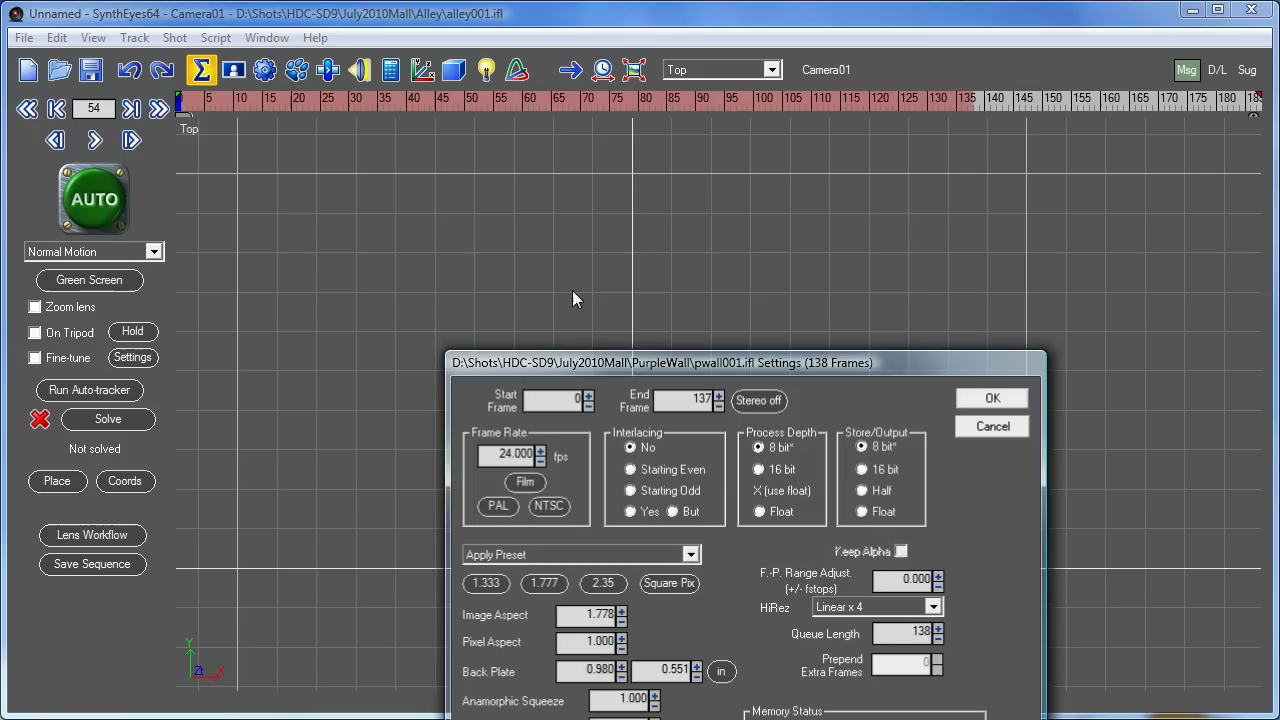 Unnamed - SynthEyes64 - Camera01 - D:\Shots\HDC-SD9\July2010Mall\Alley\alley001.ifl
File Edit View Track Shot Script Window Help
Top Camera01 Msg D/L Sug
54 5 10 15 20 25 30 35 40 45 50 55 60 65 70 75 80 85 90 95 100 105 110 115 120 125 130 135 140 145 150 155 160 165 170 175 180
Top
AUTO
Normal Motion
Green Screen
Zoom lens
On Tripod Hold
Fine-tune Settings
Run Auto-tracker
Solve
Not solved
Place Coords
Lens Workflow
Save Sequence
Y
Z X
D:\Shots\HDC-SD9\July2010Mall\PurpleWall\pwall001.ifl Settings (138 Frames)
Start Frame 0 End Frame 137 Stereo off OK
Cancel
Frame Rate Interlacing Process Depth Store/Output
24.000 fps No 8 bit* 8 bit*
Film Starting Even 16 bit 16 bit
Starting Odd X (use float) Half
PAL NTSC Yes But Float Float
Apply Preset Keep Alpha
1.333 1.777 2.35 Square Pix F.-P. Range Adjust. (+/- fstops) 0.000
Image Aspect 1.778 HiRez Linear x 4
Pixel Aspect 1.000 Queue Length 138
Back Plate 0.980 0.551 in Prepend Extra Frames 0
Anamorphic Squeeze 1.000
Memory Status